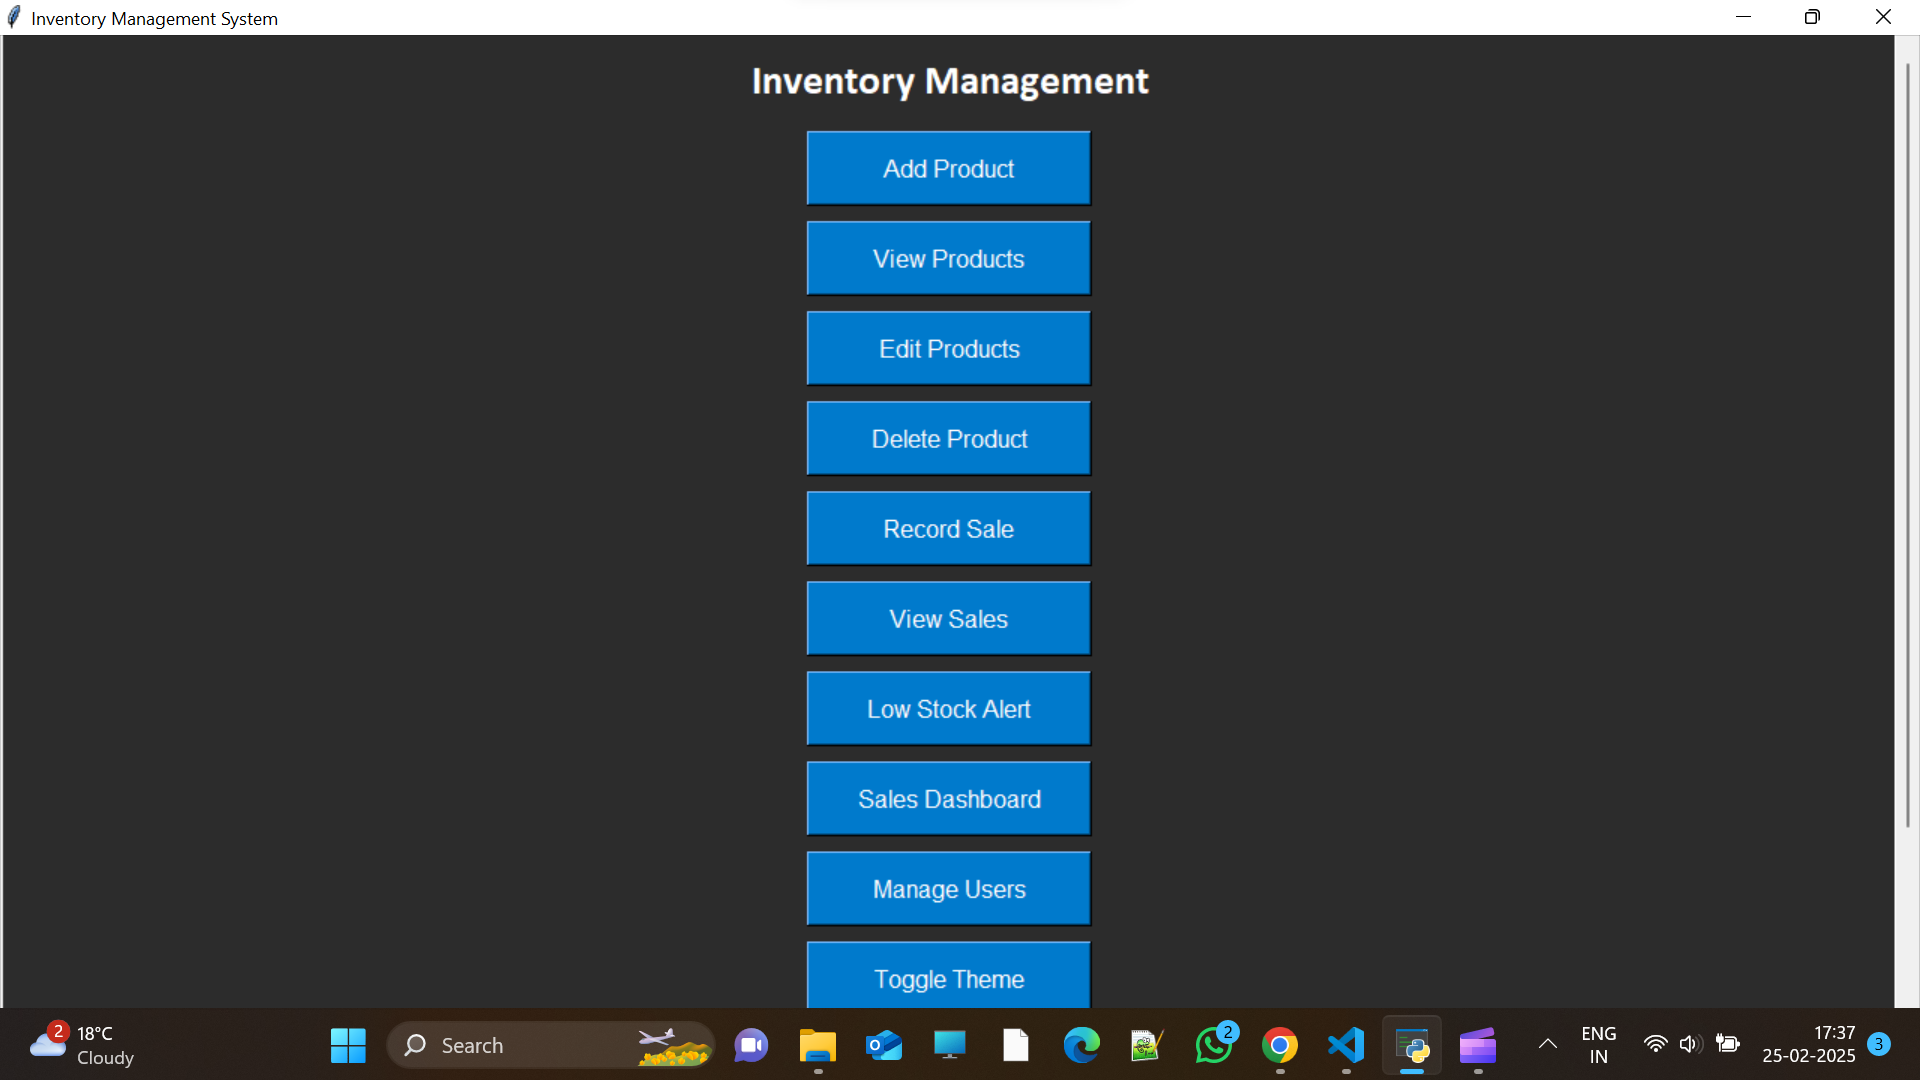 Inventory Management System
Inventory Management
Add Product
View Products
Edit Products
Delete Product
Record Sale
View Sales
Low Stock Alert
Sales Dashboard
Manage Users
Toggle Theme
2
18°C
Cloudy
Search
2
ENG
IN
17:37
25-02-2025
3